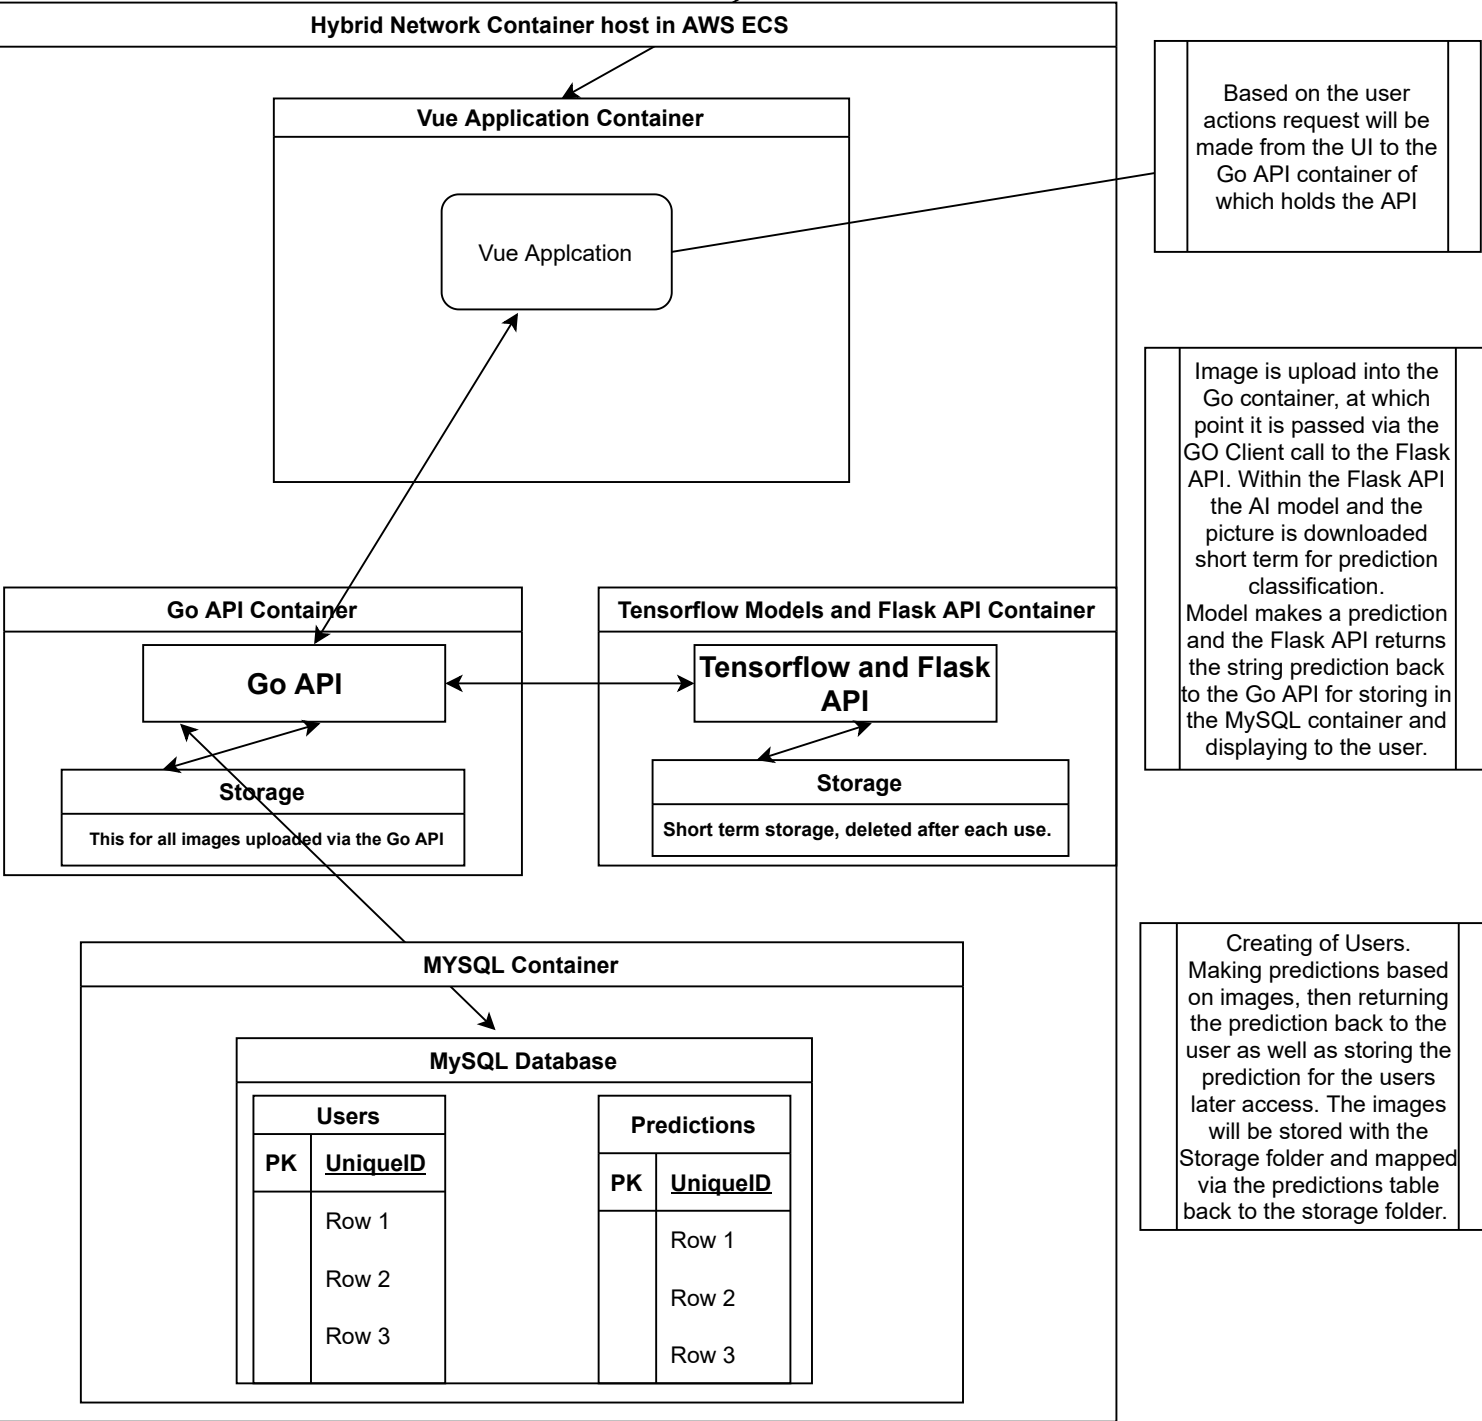 Hybrid Network Container host in AWS ECS
Vue Application Container
Vue Applcation
Based on the user
actions request will be
made from the UI to the
Go API container of
which holds the API
Image is upload into the
Go container, at which
point it is passed via the
GO Client call to the Flask
API. Within the Flask API
the AI model and the
picture is downloaded
short term for prediction
classification.
Model makes a prediction
and the Flask API returns
the string prediction back
to the Go API for storing in
the MySQL container and
displaying to the user.
Go API Container
Go API
Storage
This for all images uploaded via the Go API
Tensorflow Models and Flask API Container
Tensorflow and Flask
API
Storage
Short term storage, deleted after each use.
MYSQL Container
MySQL Database
Users
PK UniqueID
Row 1
Row 2
Row 3
Predictions
PK UniqueID
Row 1
Row 2
Row 3
Creating of Users.
Making predictions based
on images, then returning
the prediction back to the
user as well as storing the
prediction for the users
later access. The images
will be stored with the
Storage folder and mapped
via the predictions table
back to the storage folder.